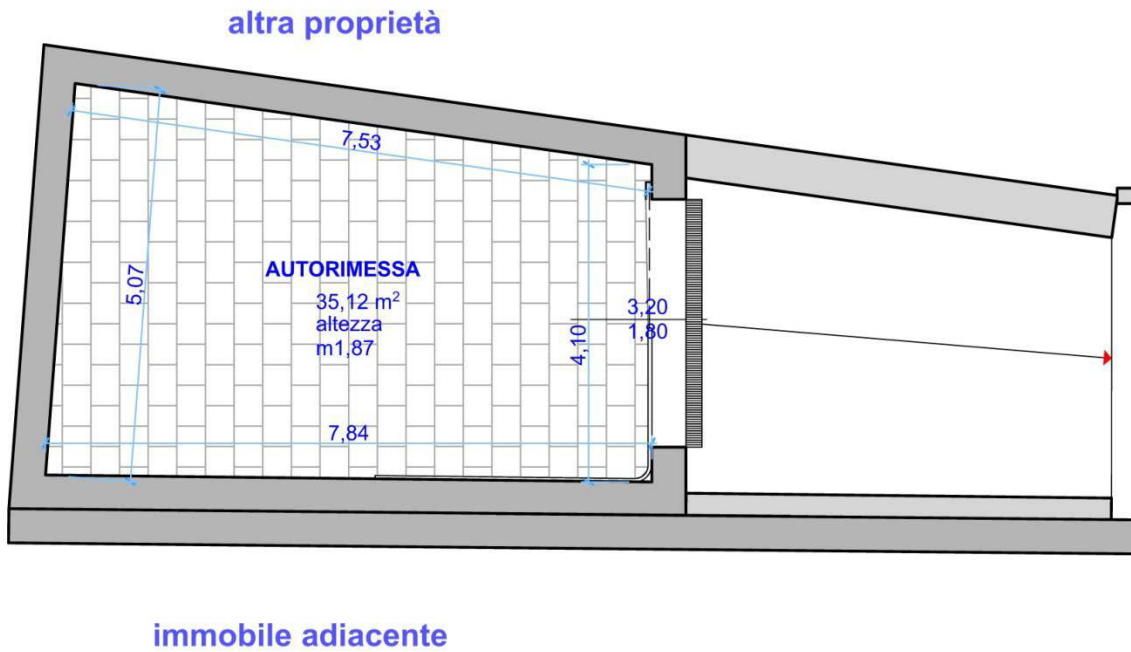 altra proprietà
7,53
5,07
AUTORIMESSA
35,12 m²
altezza
m1,87
3,20
1,80
4,10
7,84
immobile adiacente